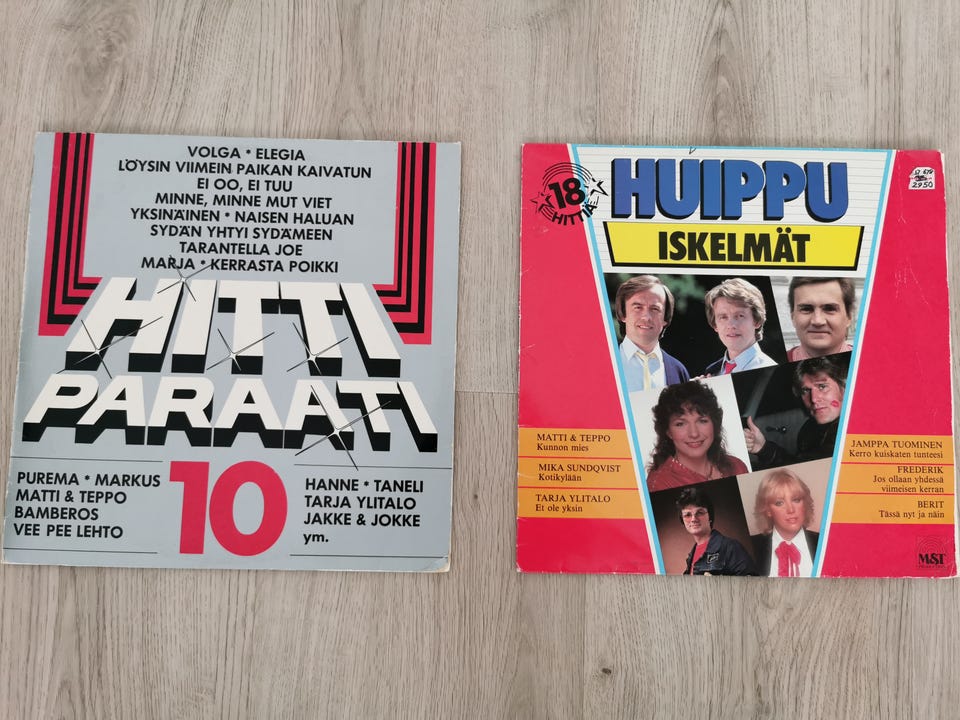 VOLGA * ELEGIA
LÖYSIN VIIMEIN PAIKAN KAIVATUN
EI OO, EI TUU
MINNE, MINNE MUT VIET
YKSINÄINEN * NAISEN HALUAN
SYDÄN YHTYI SYDÄMEEN
TARANTELLA JOE
MARJA * KERRASTA POIKKI
HITTI
PARAATI
10
PUREMA * MARKUS
MATTI & TEPPO
BAMBEROS
VEE PEE LEHTO
HANNE * TANELI
TARJA YLITALO
JAKKE & JOKKE
ym.
18
HITTIÄ
HUIPPU
ISKELMÄT
2950
MATTI & TEPPO
Kunnon mies
MIKA SUNDQVIST
Kotikylään
TARJA YLITALO
Et ole yksin
JAMPPA TUOMINEN
Kerro kuiskaten tunteesi
FREDERIK
Jos ollaan yhdessä
viimeisen kerran
BERIT
Tässä nyt ja näin
M&T